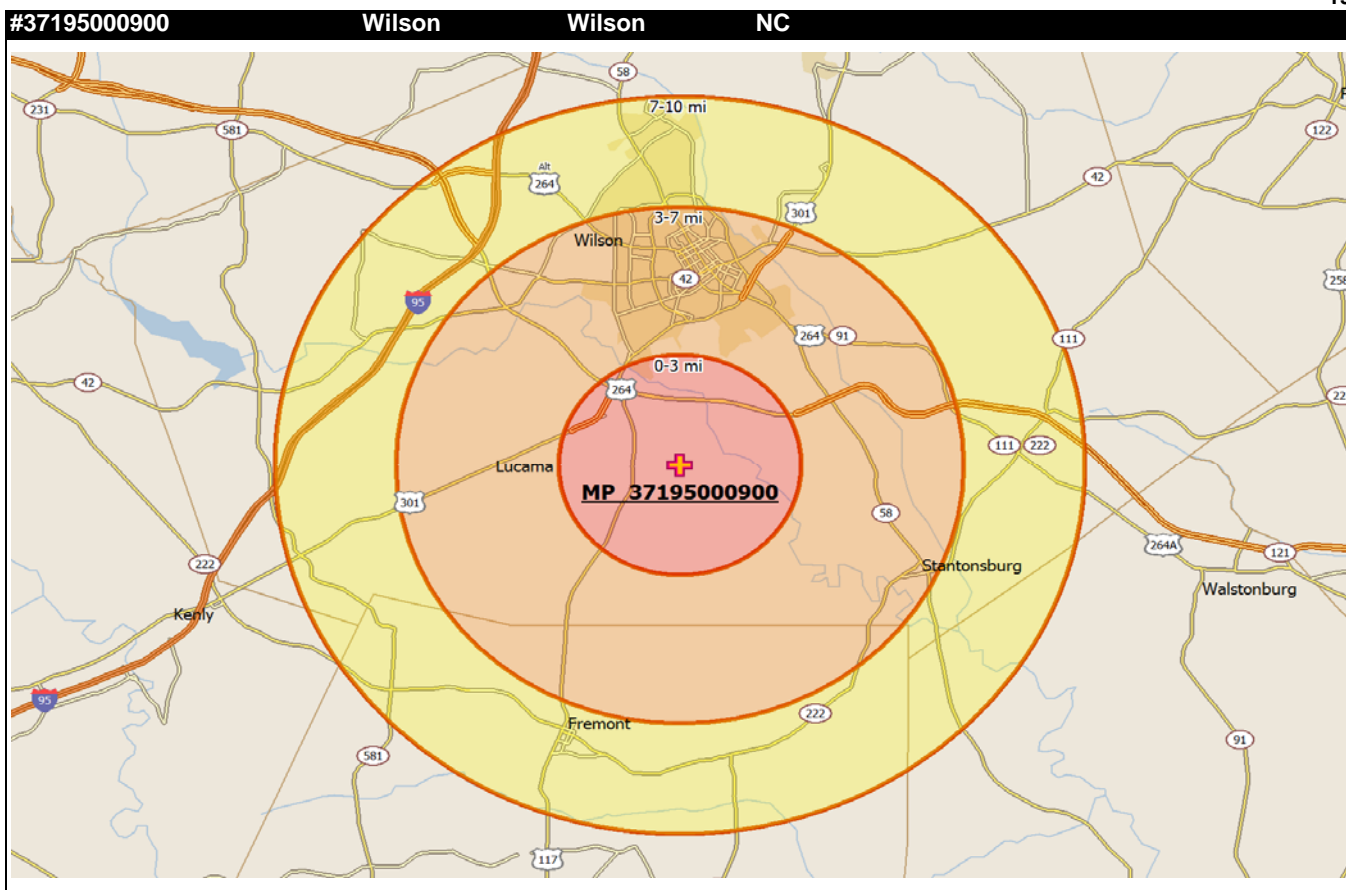 #37195000900 Wilson Wilson NC
58
7-10 mi
231
581
122
Alt
264
42
301
3-7 mi
Wilson
42
258
95
264 91
111
0-3 mi
42
264
111 222
Lucama
MP 37195000900
301
58
264A
121
222
Stantonsburg
Walstonburg
Kenly
95
222
Fremont
91
581
117